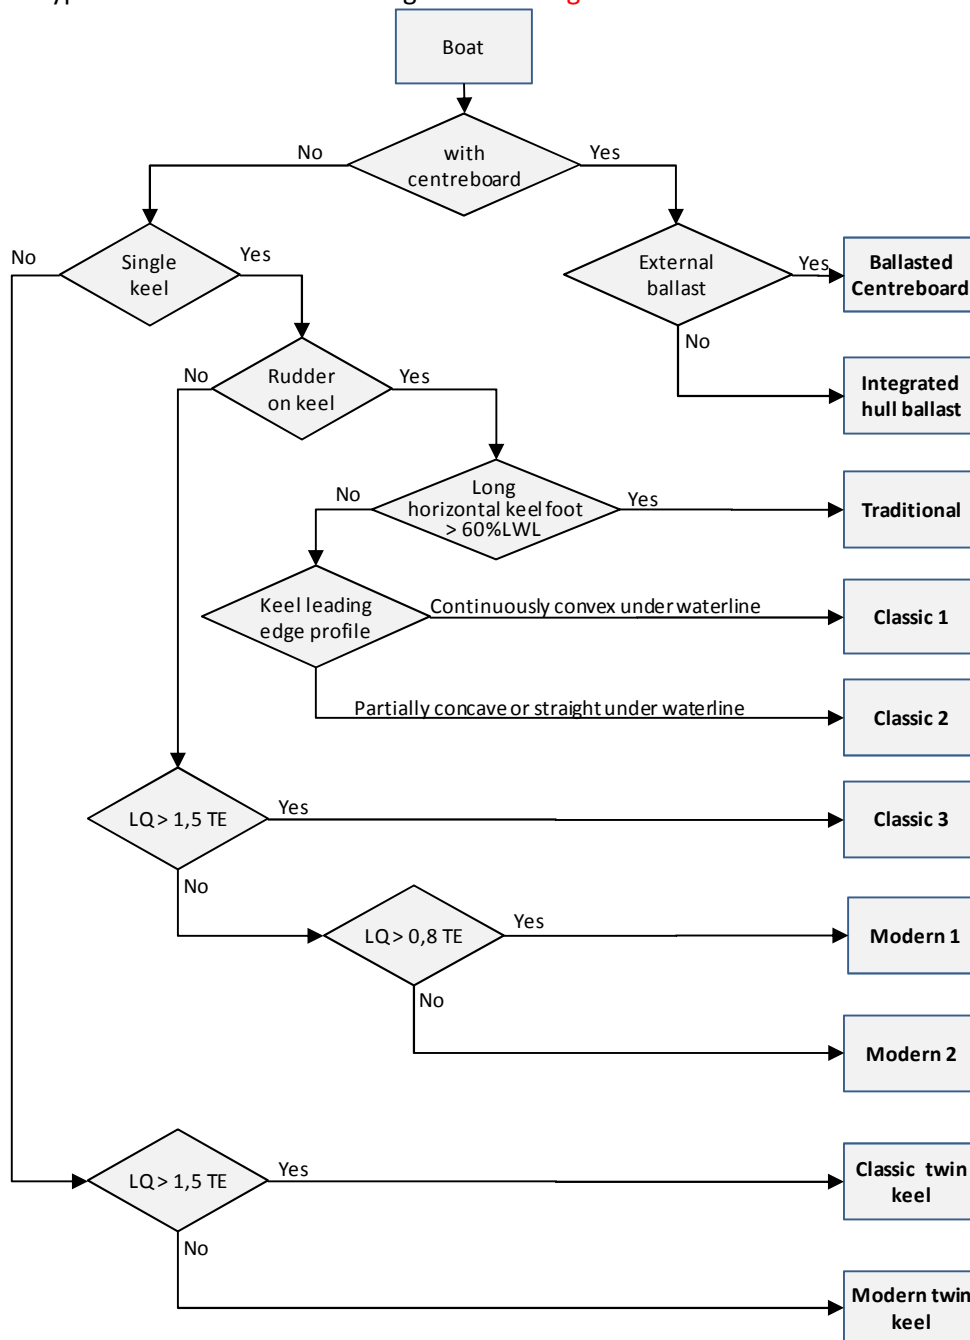 Boat
No
with
centreboard
Yes
No
Single
keel
Yes
External
ballast
Yes
Ballasted
Centreboard
No
No
Rudder
on keel
Yes
Integrated
hull ballast
No
Long
horizontal keel foot
> 60%LWL
Yes
Traditional
Keel leading
edge profile
Continuously convex under waterline
Classic 1
Partially concave or straight under waterline
Classic 2
LQ > 1,5 TE
Yes
Classic 3
No
LQ > 0,8 TE
Yes
Modern 1
No
Modern 2
LQ > 1,5 TE
Yes
Classic twin
keel
No
Modern twin
keel